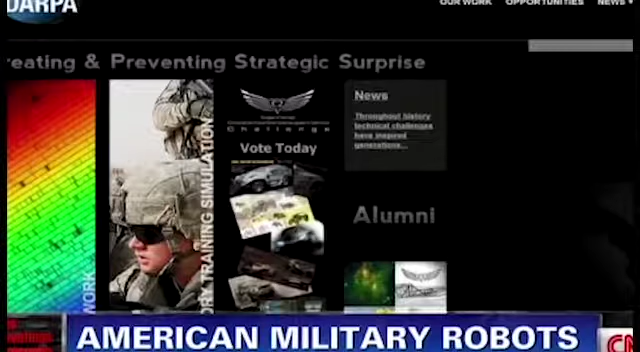 DARPA
OUR WORK OPPORTUNITIES NEWS
reating & Preventing Strategic Surprise
News
Throughout history
technical challenges
have inspired
generations...
Challenge
Vote Today
Alumni
TRAINING SIMULATION
WORK
AMERICAN MILITARY ROBOTS
CN